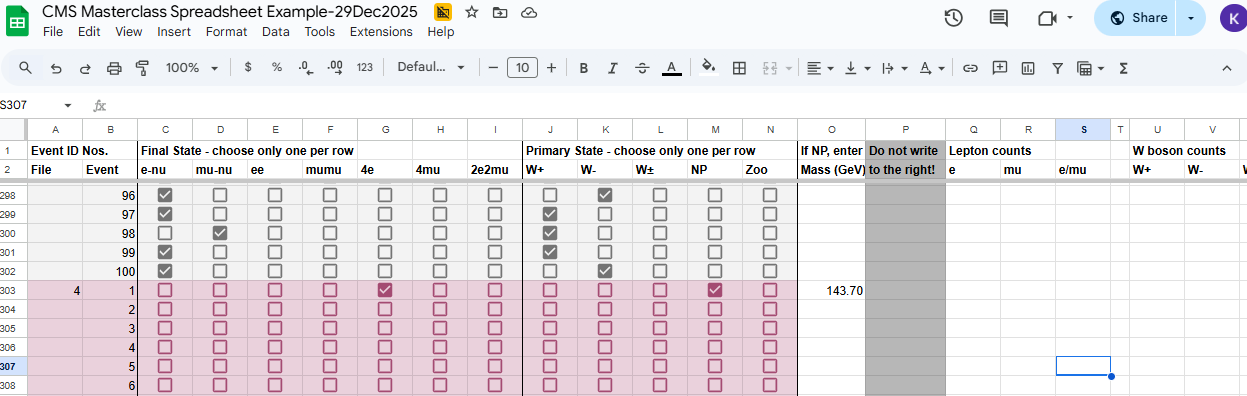 CMS Masterclass Spreadsheet Example-29Dec2025
File Edit View Insert Format Data Tools Extensions Help
Share
K
100% $ % .0 .00 123 Defaul... − 10 + B I A Σ
S307 fx
A B C D E F G H I J K L M N O P Q R S T U V
1 Event ID Nos. Final State - choose only one per row Primary State - choose only one per row If NP, enter Do not write Lepton counts W boson counts
2 File Event e-nu mu-nu ee mumu 4e 4mu 2e2mu W+ W- W± NP Zoo Mass (GeV) to the right! e mu e/mu W+ W-
298 96
299 97
300 98
301 99
302 100
303 4 1 143.70
304 2
305 3
306 4
307 5
308 6